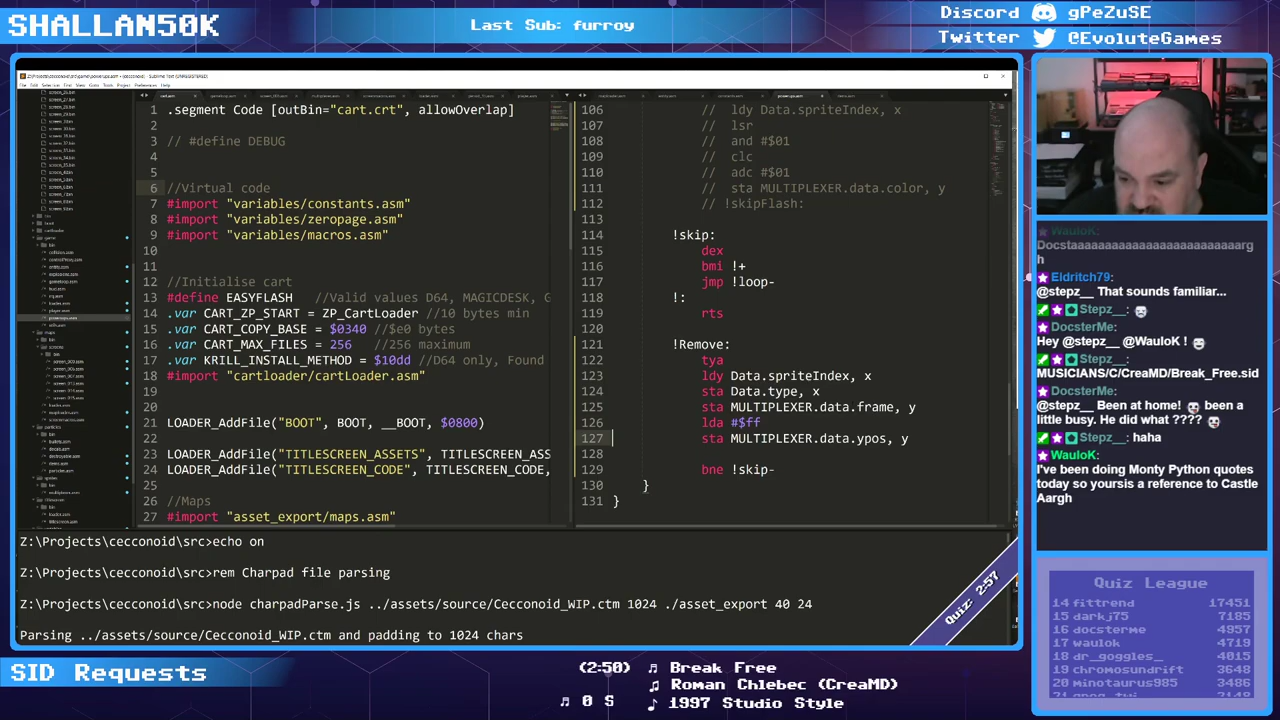 SHALLAN50K
Last Sub: furroy
Discord gPeZuSE
Twitter @EvoluteGames
1 .segment Code [outBin="cart.crt", allowOverlap]
2
3 // #define DEBUG
4
5
6 //Virtual code
7 #import "variables/constants.asm"
8 #import "variables/zeropage.asm"
9 #import "variables/macros.asm"
10
11
12 //Initialise cart
13 #define EASYFLASH //Valid values D64, MAGICDESK, G
14 .var CART_ZP_START = ZP_CartLoader //10 bytes min
15 .var CART_COPY_BASE = $0340 //$e0 bytes
16 .var CART_MAX_FILES = 256 //256 maximum
17 .var KRILL_INSTALL_METHOD = $10dd //D64 only, Found
18 #import "cartloader/cartLoader.asm"
19
20
21 LOADER_AddFile("BOOT", BOOT, __BOOT, $0800)
22
23 LOADER_AddFile("TITLESCREEN_ASSETS", TITLESCREEN_ASS
24 LOADER_AddFile("TITLESCREEN_CODE", TITLESCREEN_CODE,
25
26 //Maps
27 #import "asset_export/maps.asm"
106 // ldy Data.spriteIndex, x
107 // lsr
108 // and #$01
109 // clc
110 // adc #$01
111 // sta MULTIPLEXER.data.color, y
112 // !skipFlash:
113
114 !skip:
115 dex
116 bmi !+
117 jmp !loop-
118 !:
119 rts
120
121 !Remove:
122 tya
123 ldy Data.spriteIndex, x
124 sta Data.type, x
125 sta MULTIPLEXER.data.frame, y
126 lda #$ff
127 sta MULTIPLEXER.data.ypos, y
128
129 bne !skip-
130 }
131 }
Z:\Projects\cecconoid\src>echo on
Z:\Projects\cecconoid\src>rem Charpad file parsing
Z:\Projects\cecconoid\src>node charpadParse.js ../assets/source/Cecconoid_WIP.ctm 1024 ./asset_export 40 24
Parsing ../assets/source/Cecconoid_WIP.ctm and padding to 1024 chars
Quiz: 2:57
WauloK:
Docstaaaaaaaaaaaaaaaaaaaaaaaaarg
h
Eldritch79:
@stepz__ That sounds familiar...
Stepz__:
DocsterMe:
Hey @stepz__ @WauloK !
Stepz__:
MUSICIANS/C/CreaMD/Break_Free.sid
DocsterMe:
@stepz__ Been at home! been a
little busy. He did what ????
Stepz__: haha
WauloK:
I've been doing Monty Python quotes
today so yoursis a reference to Castle
Aargh
Quiz League
14 fittrend 17451
15 darkj75 7185
16 docsterme 4957
17 waulok 4719
18 dr_goggles_ 4015
19 chromosundrift 3648
20 minotaurus985 3486
SID Requests
(2:50) Break Free
Roman Chlebec (CreaMD)
0 S 1997 Studio Style